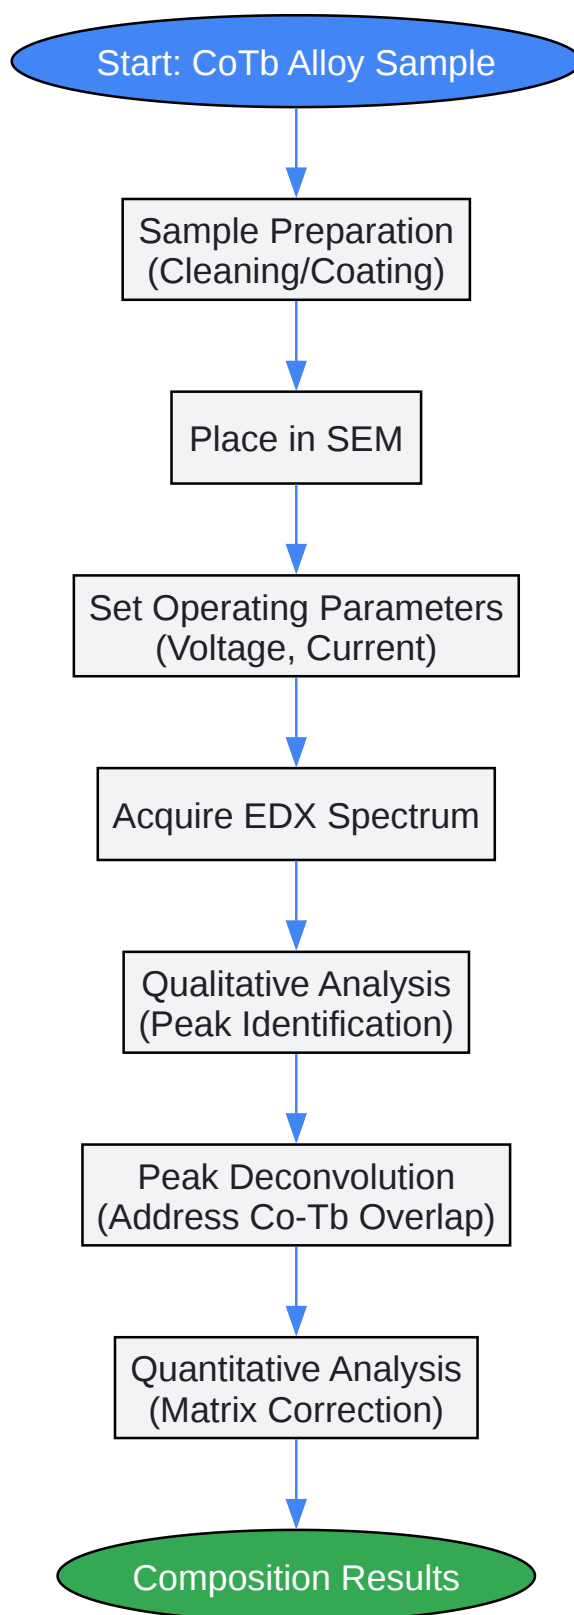 Start: CoTb Alloy Sample
Sample Preparation
(Cleaning/Coating)
Place in SEM
Set Operating Parameters
(Voltage, Current)
Acquire EDX Spectrum
Qualitative Analysis
(Peak Identification)
Peak Deconvolution
(Address Co-Tb Overlap)
Quantitative Analysis
(Matrix Correction)
Composition Results